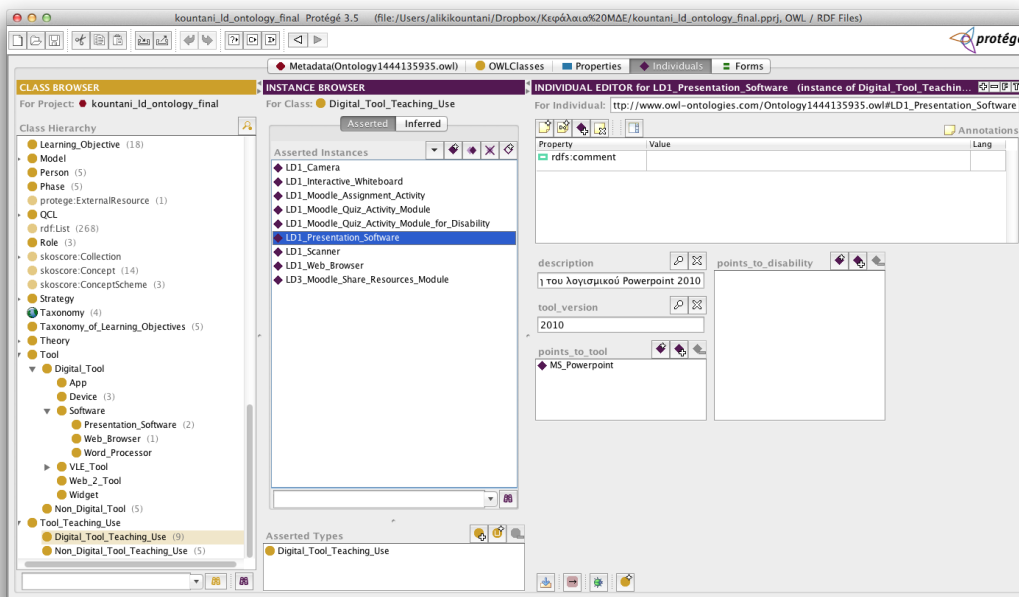 kountani_ld_ontology_final Protégé 3.5 (file:/Users/alikikountani/Dropbox/Κεφάλαια%20ΜΔΕ/kountani_ld_ontology_final.pprj, OWL / RDF Files)
protégé
Metadata(Ontology1444135935.owl) OWLClasses Properties Individuals Forms
CLASS BROWSER
For Project: kountani_ld_ontology_final
Class Hierarchy
Learning_Objective (18)
Model
Person (5)
Phase (5)
protege:ExternalResource (1)
QCL
rdf:List (268)
Role (3)
skoscore:Collection
skoscore:Concept (14)
skoscore:ConceptScheme (3)
Strategy
Taxonomy (4)
Taxonomy_of_Learning_Objectives (5)
Theory
Tool
Digital_Tool
App
Device (3)
Software
Presentation_Software (2)
Web_Browser (1)
Word_Processor
VLE_Tool
Web_2_Tool
Widget
Non_Digital_Tool (5)
Tool_Teaching_Use
Digital_Tool_Teaching_Use (9)
Non_Digital_Tool_Teaching_Use (5)
INSTANCE BROWSER
For Class: Digital_Tool_Teaching_Use
Asserted Inferred
Asserted Instances
LD1_Camera
LD1_Interactive_Whiteboard
LD1_Moodle_Assignment_Activity
LD1_Moodle_Quiz_Activity_Module
LD1_Moodle_Quiz_Activity_Module_for_Disability
LD1_Presentation_Software
LD1_Scanner
LD1_Web_Browser
LD3_Moodle_Share_Resources_Module
Asserted Types
Digital_Tool_Teaching_Use
INDIVIDUAL EDITOR for LD1_Presentation_Software (instance of Digital_Tool_Teachin...
For Individual: ttp://www.owl-ontologies.com/Ontology1444135935.owl#LD1_Presentation_Software
Annotations
Property Value Lang
rdfs:comment
description
η του λογισμικού Powerpoint 2010
tool_version
2010
points_to_tool
MS_Powerpoint
points_to_disability